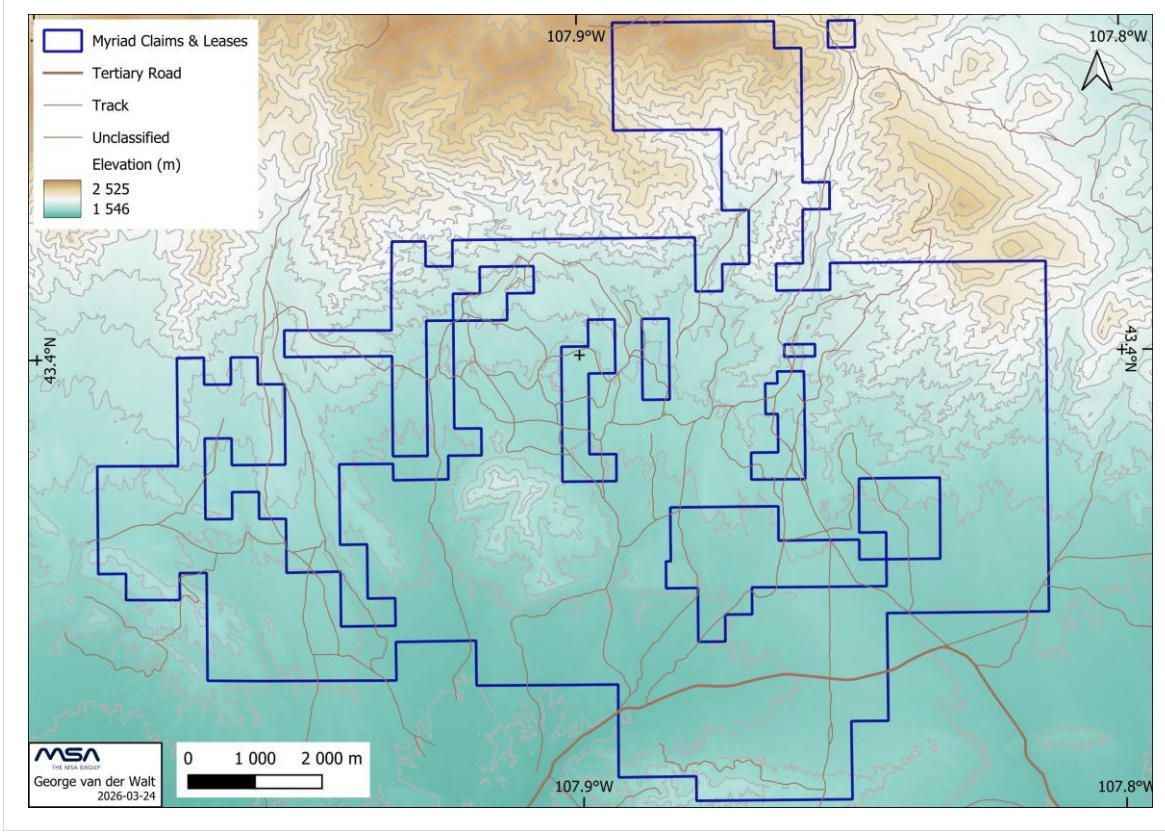 Myriad Claims & Leases
Tertiary Road
Track
Unclassified
Elevation (m)
2 525
1 546
107.9°W
107.8°W
43.4°N
43.4°N
MSA
THE MSA GROUP
George van der Walt
2026-03-24
0 1 000 2 000 m
107.9°W
107.8°W